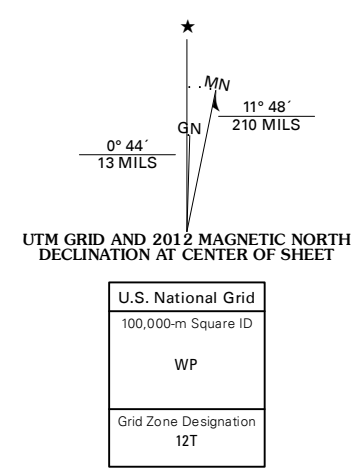 MN
GN
11° 48´
210 MILS
0° 44´
13 MILS
UTM GRID AND 2012 MAGNETIC NORTH
DECLINATION AT CENTER OF SHEET
U.S. National Grid
100,000-m Square ID
WP
Grid Zone Designation
12T